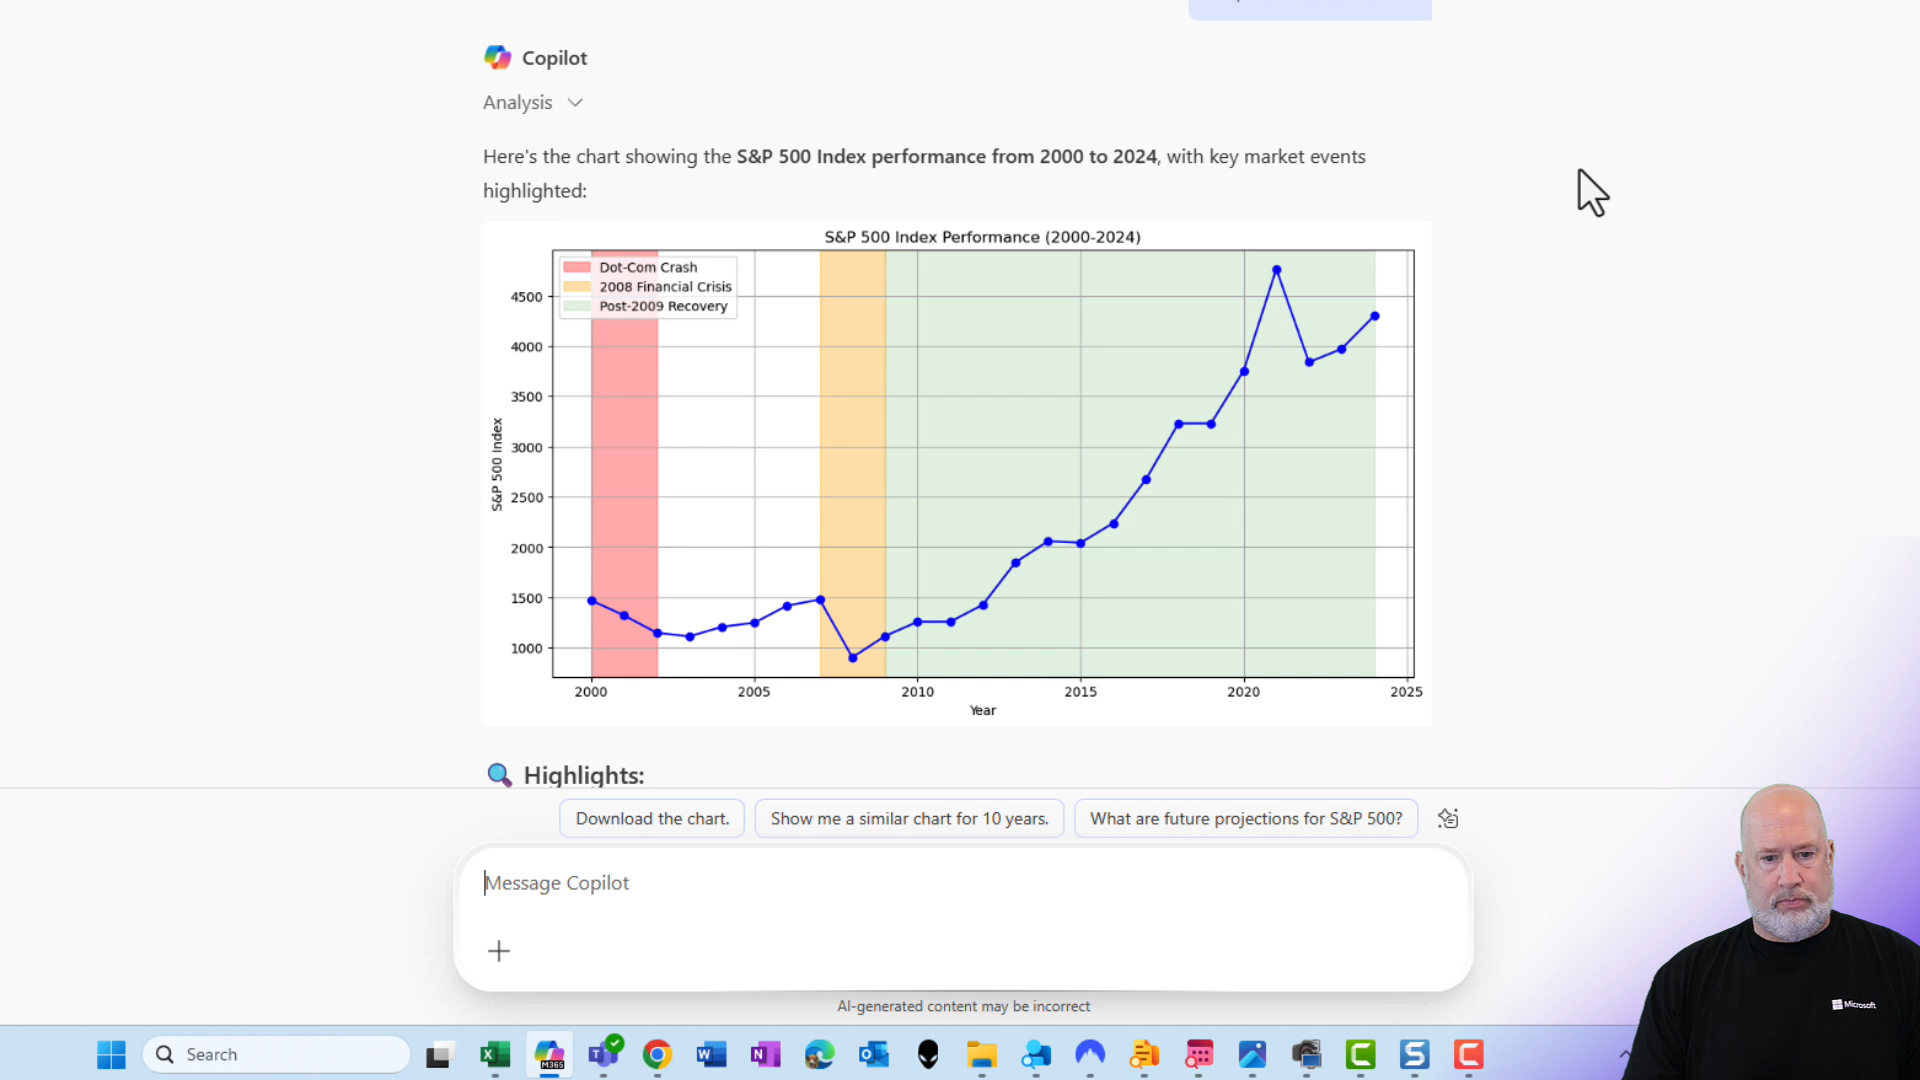 Copilot
Analysis
Here's the chart showing the S&P 500 Index performance from 2000 to 2024, with key market events
highlighted:
S&P 500 Index Performance (2000-2024)
Dot-Com Crash
2008 Financial Crisis
Post-2009 Recovery
4500
4000
3500
3000
2500
2000
1500
1000
S&P 500 Index
2000 2005 2010 2015 2020 2025
Year
Highlights:
Download the chart. Show me a similar chart for 10 years. What are future projections for S&P 500?
Message Copilot
AI-generated content may be incorrect
Microsoft
Search
M365